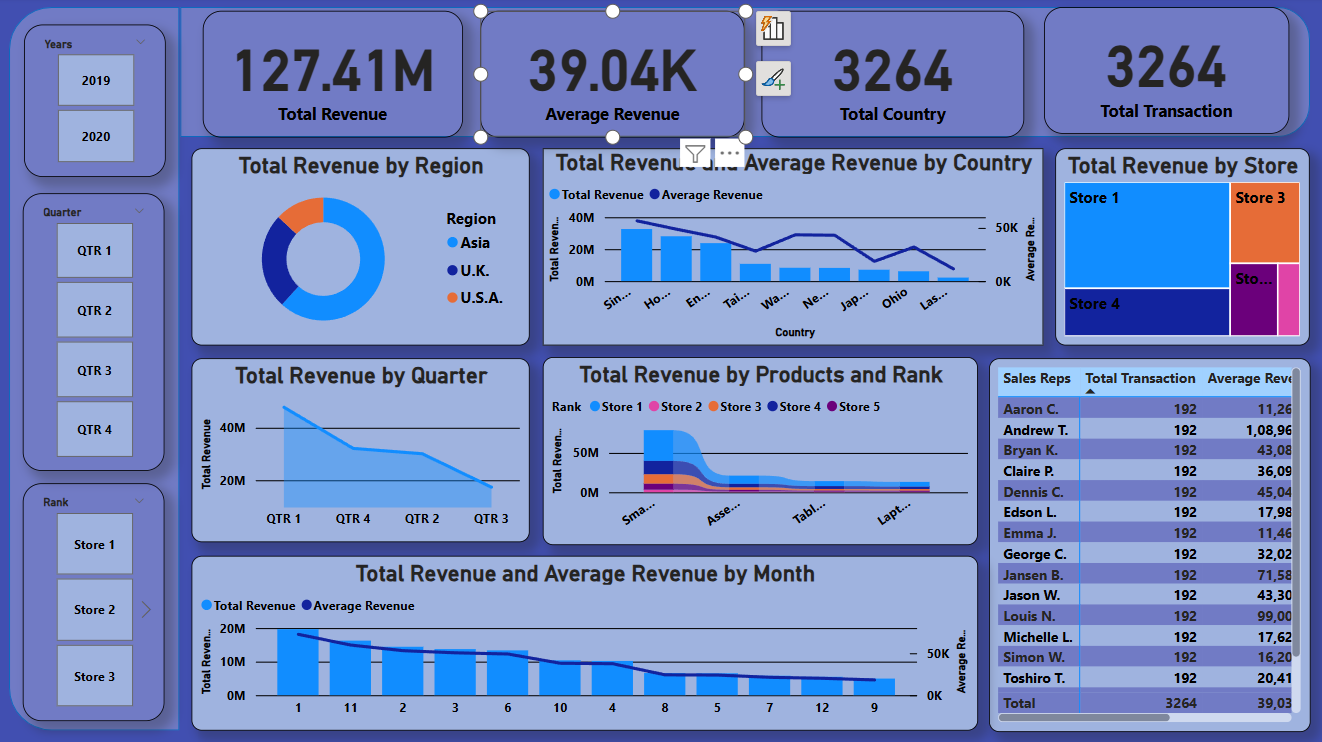 Years
2019
2020
Quarter
QTR 1
QTR 2
QTR 3
QTR 4
Rank
Store 1
Store 2
Store 3
127.41M
Total Revenue
39.04K
Average Revenue
3264
Total Country
3264
Total Transaction
Total Revenue by Region
Region
Asia
U.K.
U.S.A.
Total Revenue and Average Revenue by Country
Total Revenue Average Revenue
Total Reven...
40M
20M
0M
50K
0K
Average Re...
Sin... Ho... En... Tai... Wa... Ne... Jap... Ohio Las...
Country
Total Revenue by Store
Store 1
Store 3
Sto...
Store 4
Total Revenue by Quarter
Total Revenue
40M
20M
QTR 1 QTR 4 QTR 2 QTR 3
Total Revenue by Products and Rank
Rank Store 1 Store 2 Store 3 Store 4 Store 5
Total Reven...
50M
0M
Sma... Asse... Tabl... Lapt...
Sales Reps Total Transaction Average Reve
Aaron C. 192 11,26
Andrew T. 192 1,08,96
Bryan K. 192 43,08
Claire P. 192 36,09
Dennis C. 192 45,04
Edson L. 192 17,98
Emma J. 192 11,46
George C. 192 32,02
Jansen B. 192 71,58
Jason W. 192 43,30
Louis N. 192 99,00
Michelle L. 192 17,62
Simon W. 192 16,20
Toshiro T. 192 20,41
Total 3264 39,03
Total Revenue and Average Revenue by Month
Total Revenue Average Revenue
Total Reven...
20M
10M
0M
50K
0K
Average Re...
1 11 2 3 6 10 4 8 5 7 12 9